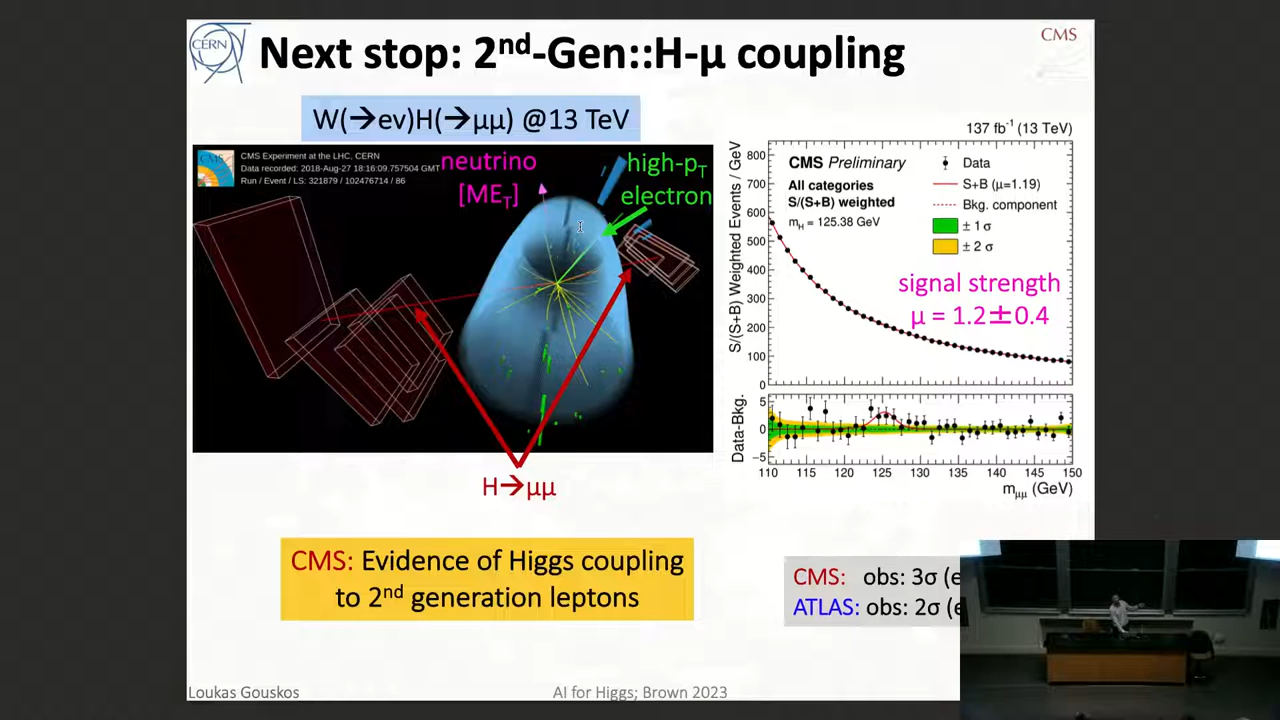 CERN
Next stop: 2nd-Gen::H-μ coupling
CMS
W(→eν)H(→μμ) @13 TeV
CMS Experiment at the LHC, CERN
Data recorded: 2018-Aug-27 18:16:09.757504 GMT
Run / Event / LS: 321879 / 102476714 / 86
neutrino
[MET]
high-pT
electron
H→μμ
137 fb-1 (13 TeV)
CMS Preliminary
All categories
S/(S+B) weighted
mH = 125.38 GeV
Data
S+B (μ=1.19)
Bkg. component
± 1 σ
± 2 σ
signal strength
μ = 1.2±0.4
S/(S+B) Weighted Events / GeV
800
700
600
500
400
300
200
100
0
Data-Bkg.
5
0
−5
110 115 120 125 130 135 140 145 150
mμμ (GeV)
CMS: Evidence of Higgs coupling
to 2nd generation leptons
CMS: obs: 3σ (e
ATLAS: obs: 2σ (e
Loukas Gouskos
AI for Higgs; Brown 2023